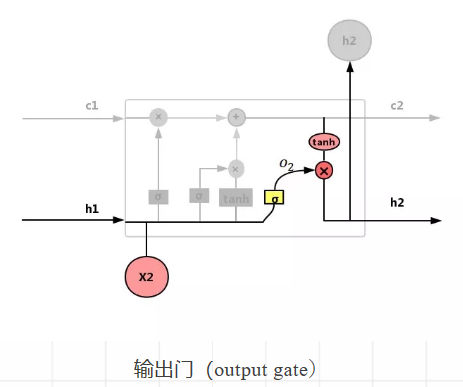 h2
c1
c2
×
+
tanh
×
o₂
×
σ
σ
tanh
σ
h1
h2
X2
输出门（output gate）